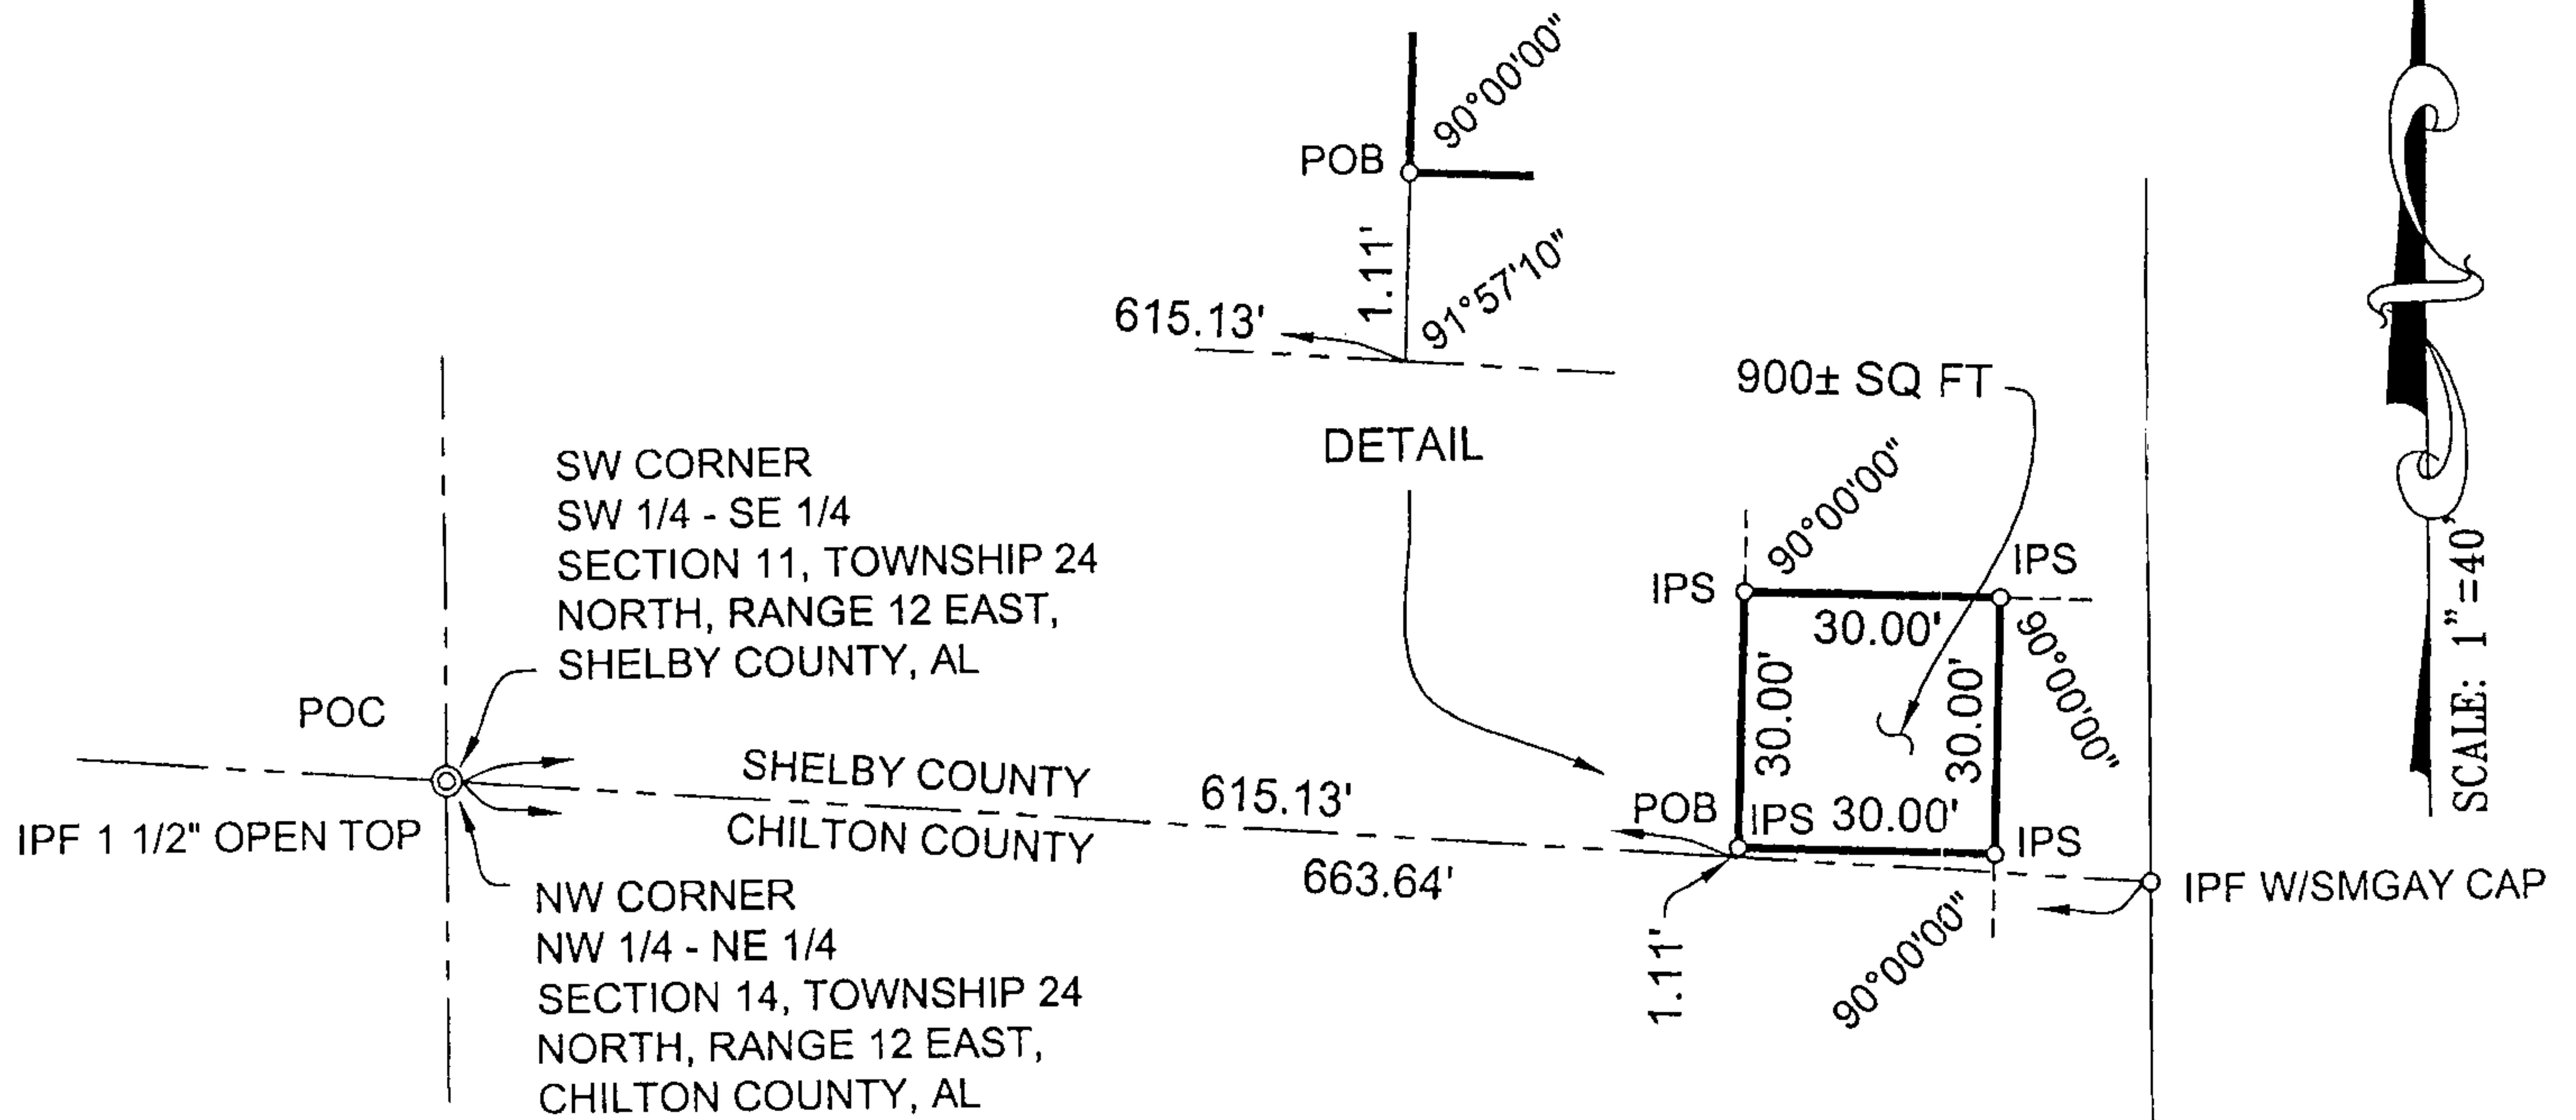 90°00'00"
POB
1.11'
91°57'10"
615.13'
900± SQ FT
DETAIL
SW CORNER
SW 1/4 - SE 1/4
SECTION 11, TOWNSHIP 24
NORTH, RANGE 12 EAST,
SHELBY COUNTY, AL
90°00'00"
IPS
IPS
30.00'
90°00'00"
30.00'
30.00'
SCALE: 1"=40'
POC
SHELBY COUNTY
615.13'
POB
IPS 30.00'
IPS
IPF 1 1/2" OPEN TOP
CHILTON COUNTY
663.64'
IPF W/SMGAY CAP
1.11'
90°00'00"
NW CORNER
NW 1/4 - NE 1/4
SECTION 14, TOWNSHIP 24
NORTH, RANGE 12 EAST,
CHILTON COUNTY, AL